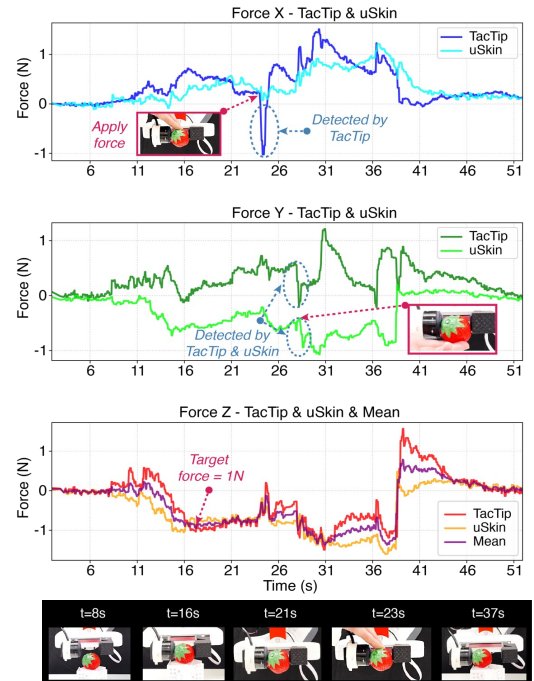 Force X - TacTip & uSkin
TacTip
uSkin
Force (N)
1
0
-1
Apply
force
Detected by
TacTip
6 11 16 21 26 31 36 41 46 51
Force Y - TacTip & uSkin
TacTip
uSkin
Force (N)
1
0
-1
Detected by
TacTip & uSkin
6 11 16 21 26 31 36 41 46 51
Force Z - TacTip & uSkin & Mean
Force (N)
1
0
-1
Target
force = 1N
TacTip
uSkin
Mean
6 11 16 21 26 31 36 41 46 51
Time (s)
t=8s t=16s t=21s t=23s t=37s